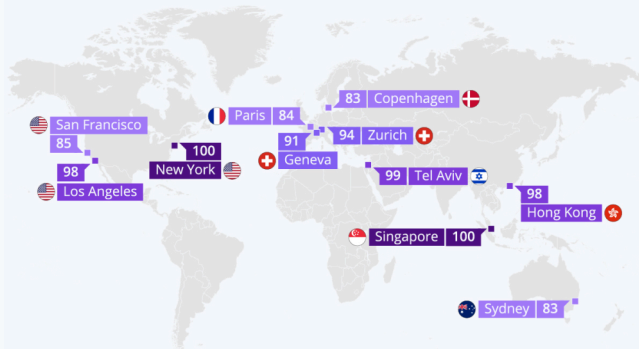 83 Copenhagen
Paris 84
San Francisco
85
94 Zurich
91
Geneva
100
New York
98
Los Angeles
99 Tel Aviv
98
Hong Kong
Singapore 100
Sydney 83